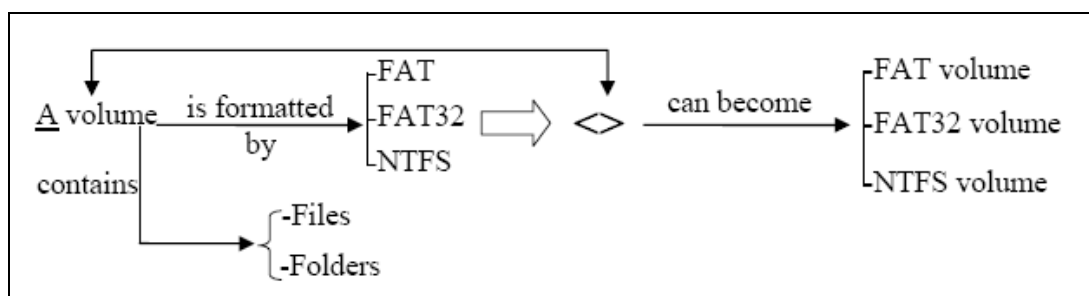 -FAT
-FAT volume
A volume is formatted by -FAT32 <> can become -FAT32 volume
-NTFS
-NTFS volume
contains
-Files
-Folders